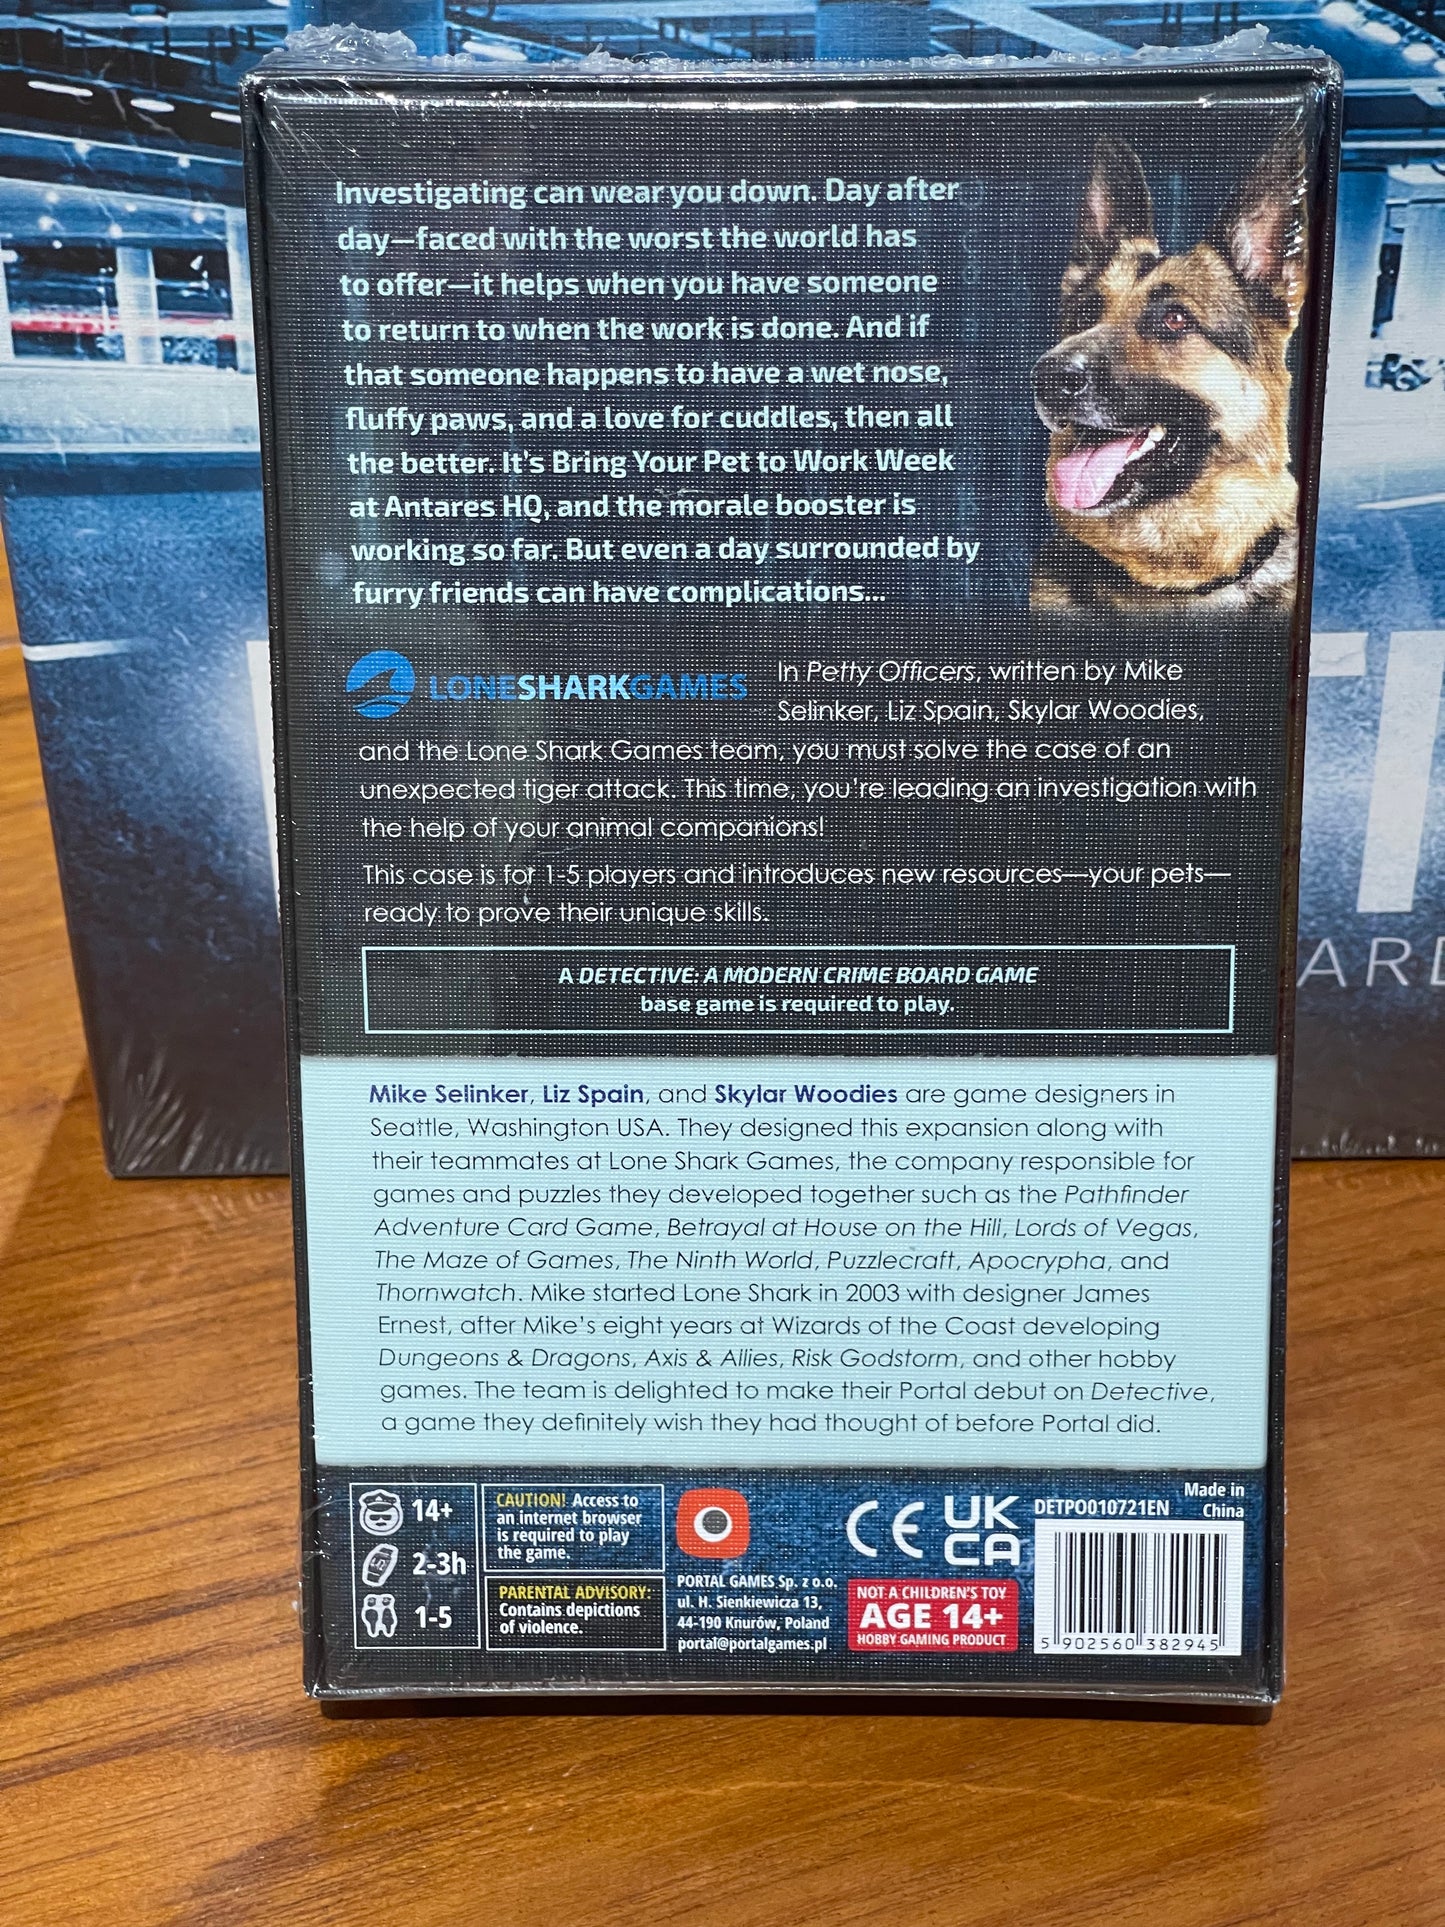 Investigating can wear you down. Day after
day—faced with the worst the world has
to offer—it helps when you have someone
to return to when the work is done. And if
that someone happens to have a wet nose,
fluffy paws, and a love for cuddles, then all
the better. It's Bring Your Pet to Work Week
at Antares HQ, and the morale booster is
working so far. But even a day surrounded by
furry friends can have complications...
LONESHARKGAMES
In Petty Officers, written by Mike
Selinker, Liz Spain, Skylar Woodies,
and the Lone Shark Games team, you must solve the case of an
unexpected tiger attack. This time, you're leading an investigation with
the help of your animal companions!
This case is for 1-5 players and introduces new resources—your pets—
ready to prove their unique skills.
A DETECTIVE: A MODERN CRIME BOARD GAME
base game is required to play.
Mike Selinker, Liz Spain, and Skylar Woodies are game designers in
Seattle, Washington USA. They designed this expansion along with
their teammates at Lone Shark Games, the company responsible for
games and puzzles they developed together such as the Pathfinder
Adventure Card Game, Betrayal at House on the Hill, Lords of Vegas,
The Maze of Games, The Ninth World, Puzzlecraft, Apocrypha, and
Thornwatch. Mike started Lone Shark in 2003 with designer James
Ernest, after Mike's eight years at Wizards of the Coast developing
Dungeons & Dragons, Axis & Allies, Risk Godstorm, and other hobby
games. The team is delighted to make their Portal debut on Detective,
a game they definitely wish they had thought of before Portal did.
14+
2-3h
1-5
CAUTION! Access to
an internet browser
is required to play
the game.
PARENTAL ADVISORY:
Contains depictions
of violence.
PORTAL GAMES Sp. z o.o.
ul. H. Sienkiewicza 13,
44-190 Knurów, Poland
portal@portalgames.pl
CE
UK
CA
NOT A CHILDREN'S TOY
AGE 14+
HOBBY GAMING PRODUCT
Made in
China
DETPO010721EN
5 902560 382945